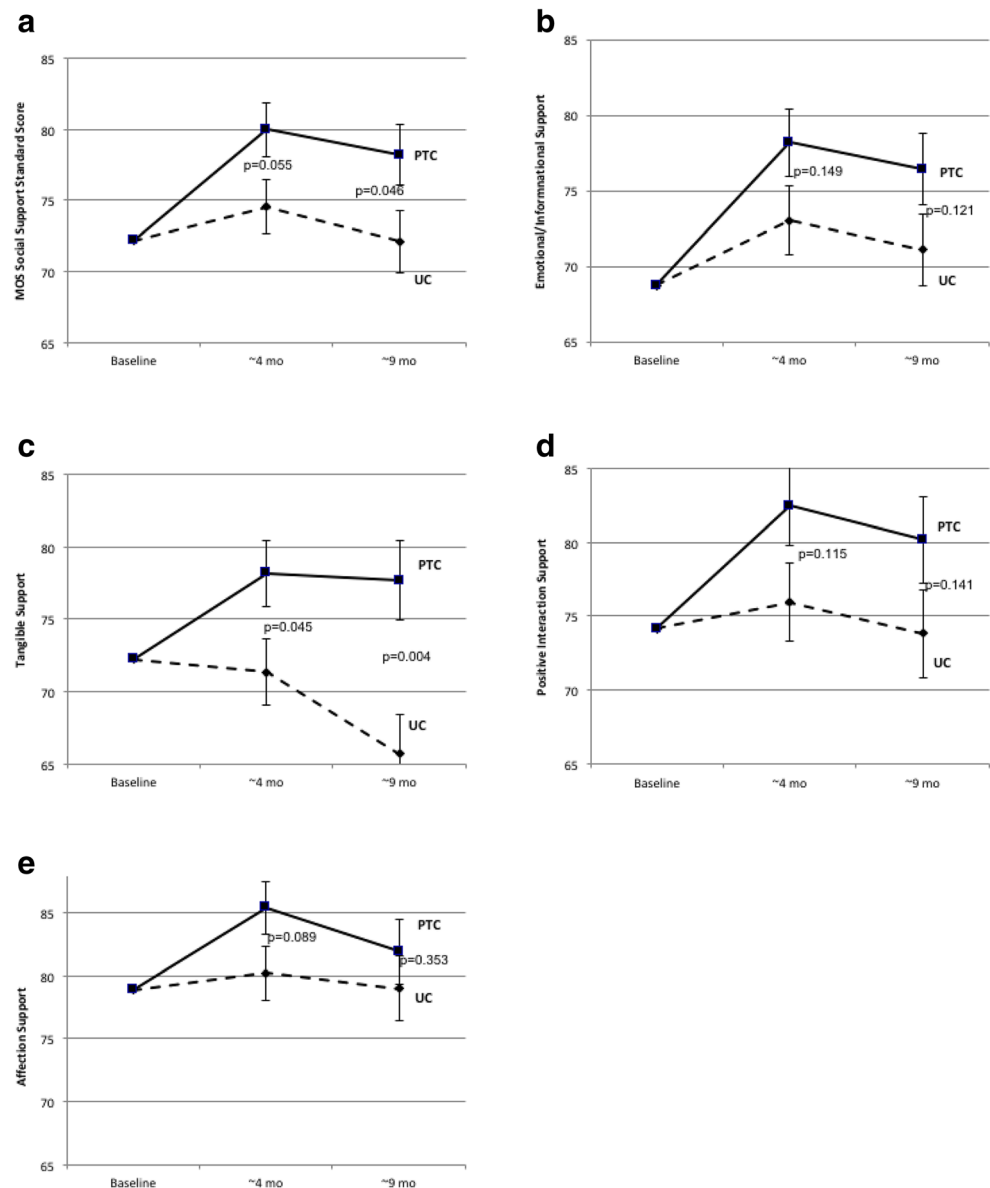 a
MOS Social Support Standard Score
85
80
75
70
65
PTC
p=0.055
p=0.046
UC
Baseline
~4 mo
~9 mo
b
Emotional/Informnational Support
85
80
75
70
65
PTC
p=0.149
p=0.121
UC
Baseline
~4 mo
~9 mo
c
Tangible Support
85
80
75
70
65
PTC
p=0.045
p=0.004
UC
Baseline
~4 mo
~9 mo
d
Positive Interaction Support
85
80
75
70
65
PTC
p=0.115
p=0.141
UC
Baseline
~4 mo
~9 mo
e
Affection Support
85
80
75
70
65
PTC
p=0.089
p=0.353
UC
Baseline
~4 mo
~9 mo